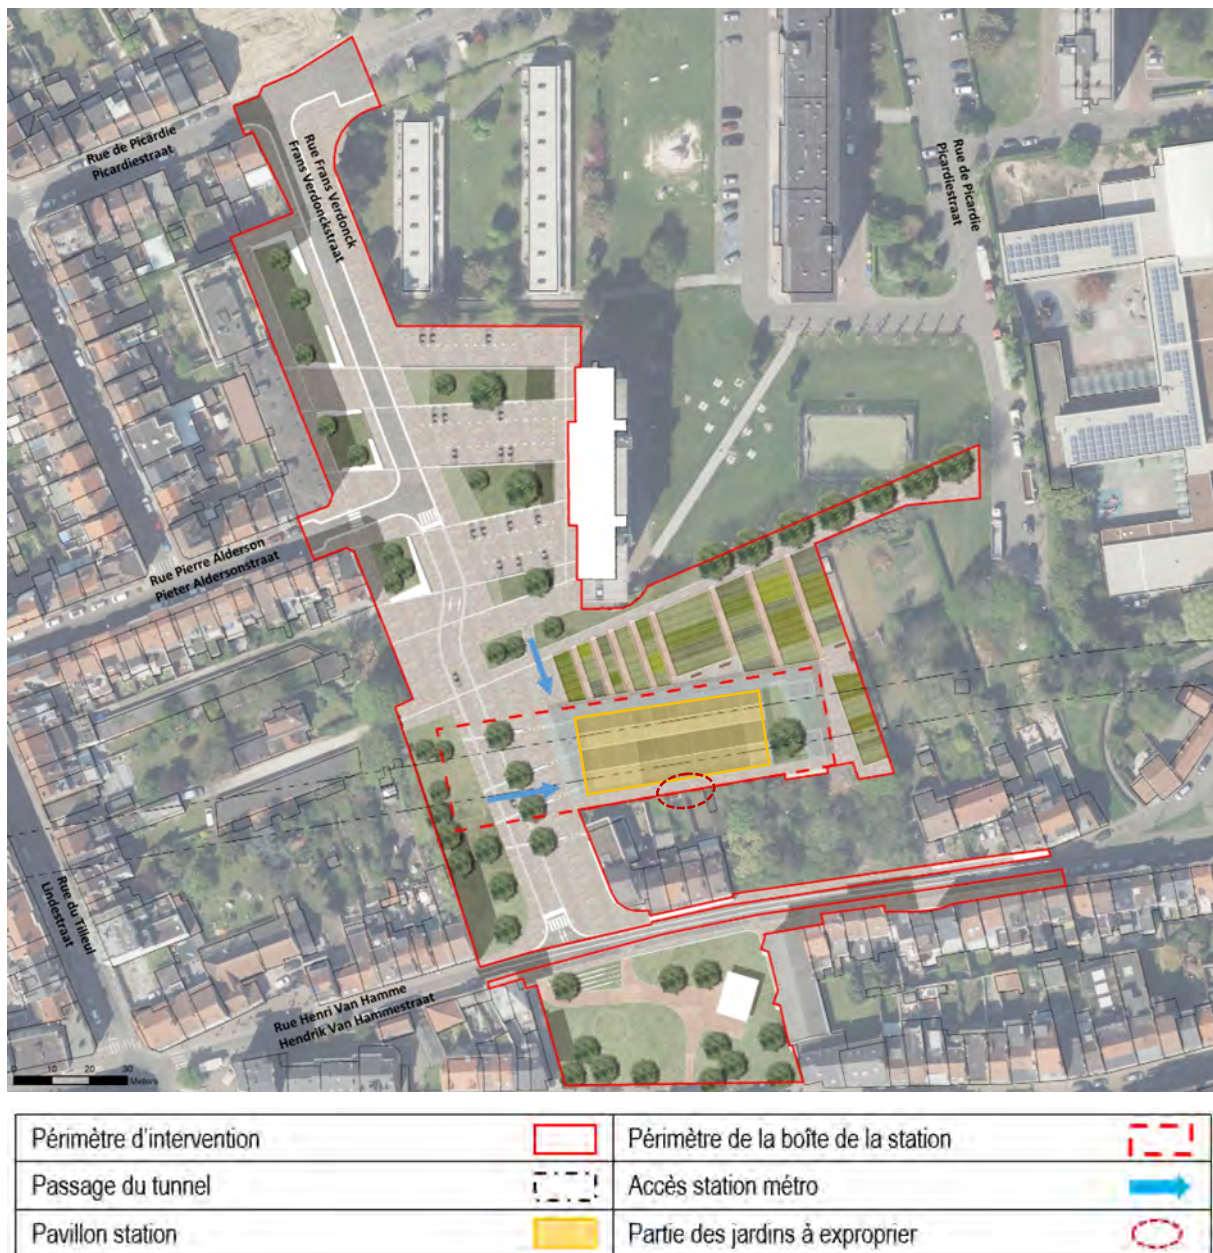 Rue de Picardie
Picardiestraat
Rue Frans Verdonck
Frans Verdonckstraat
Rue de Picardie
Picardiestraat
Rue Pierre Alderson
Pieter Aldersonstraat
Rue du Tilleul
Lindestraat
Rue Henri Van Hamme
Hendrik Van Hammestraat
0 10 20 30
Meters
Périmètre d'intervention
Périmètre de la boîte de la station
Passage du tunnel
Accès station métro
Pavillon station
Partie des jardins à exproprier